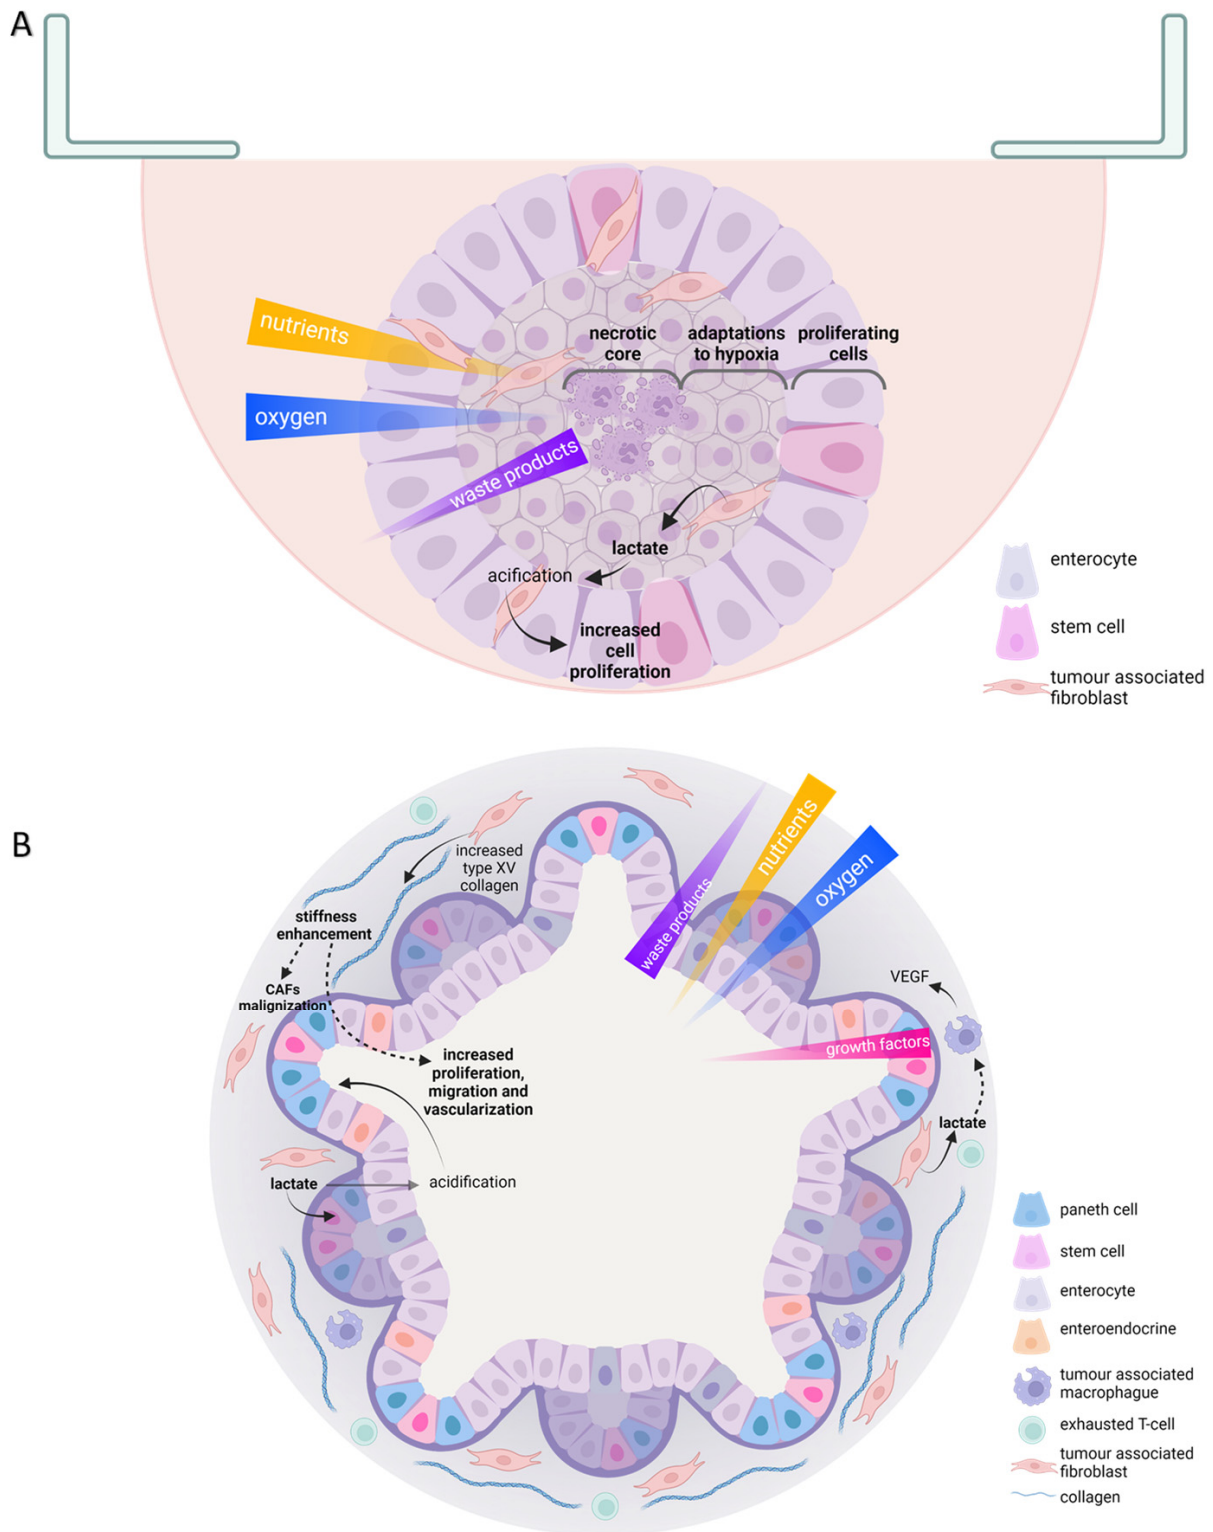 A
nutrients
oxygen
waste products
necrotic
core
adaptations
to hypoxia
proliferating
cells
lactate
acification
increased
cell
proliferation
enterocyte
stem cell
tumour associated
fibroblast
B
increased
type XV
collagen
stiffness
enhancement
CAFs
malignization
waste products
nutrients
oxygen
VEGF
growth factors
increased
proliferation,
migration and
vascularization
lactate
lactate
acidification
paneth cell
stem cell
enterocyte
enteroendocrine
tumour associated
macrophague
exhausted T-cell
tumour associated
fibroblast
collagen